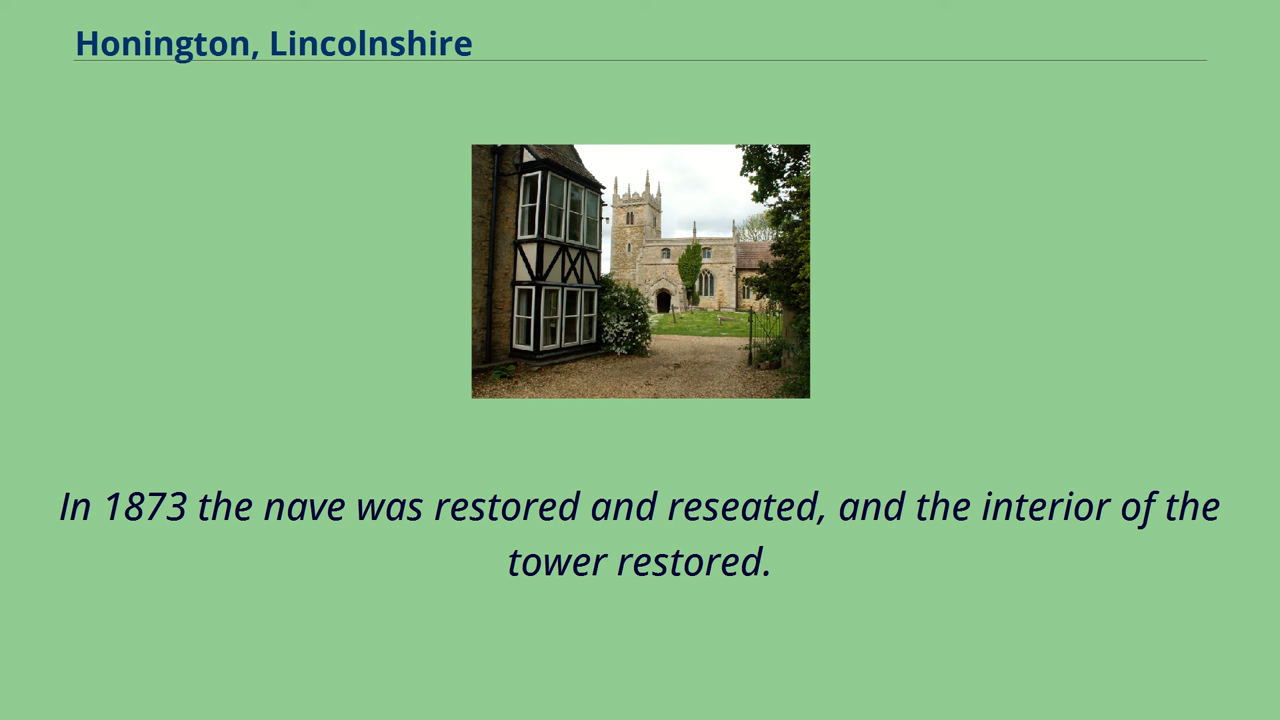 Honington, Lincolnshire
In 1873 the nave was restored and reseated, and the interior of the
tower restored.